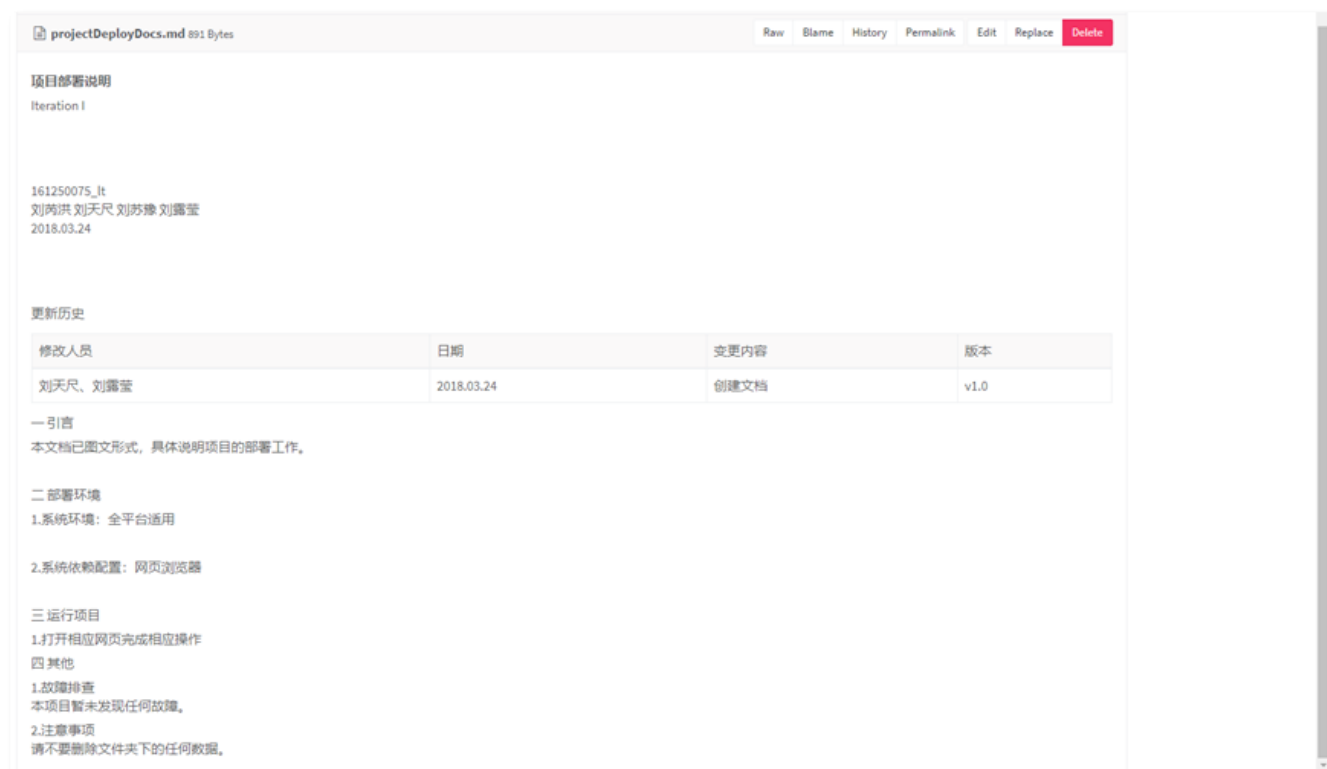 projectDeployDocs.md 891 Bytes
Raw Blame History Permalink Edit Replace Delete
项目部署说明
Iteration I
161250075_lt
刘芮洪 刘天尺 刘苏豫 刘露莹
2018.03.24
更新历史
修改人员 日期 变更内容 版本
刘天尺、刘露莹 2018.03.24 创建文档 v1.0
一 引言
本文档已图文形式，具体说明项目的部署工作。
二 部署环境
1.系统环境：全平台适用
2.系统依赖配置：网页浏览器
三 运行项目
1.打开相应网页完成相应操作
四 其他
1.故障排查
本项目暂未发现任何故障。
2.注意事项
请不要删除文件夹下的任何数据。